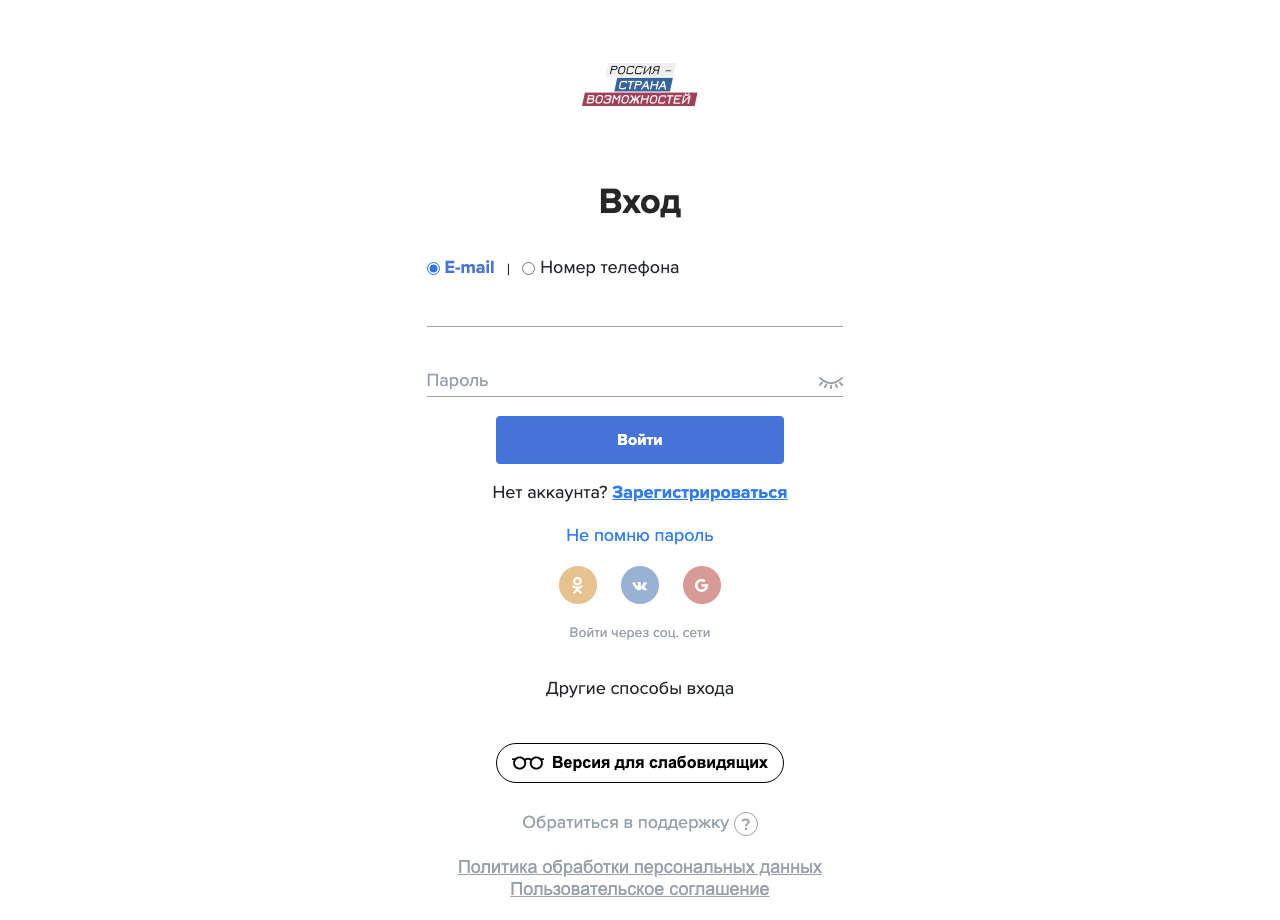 РОССИЯ –
СТРАНА
ВОЗМОЖНОСТЕЙ
Вход
E-mail | Номер телефона
Пароль
Войти
Нет аккаунта? Зарегистрироваться
Не помню пароль
Войти через соц. сети
Другие способы входа
Версия для слабовидящих
Обратиться в поддержку ?
Политика обработки персональных данных
Пользовательское соглашение